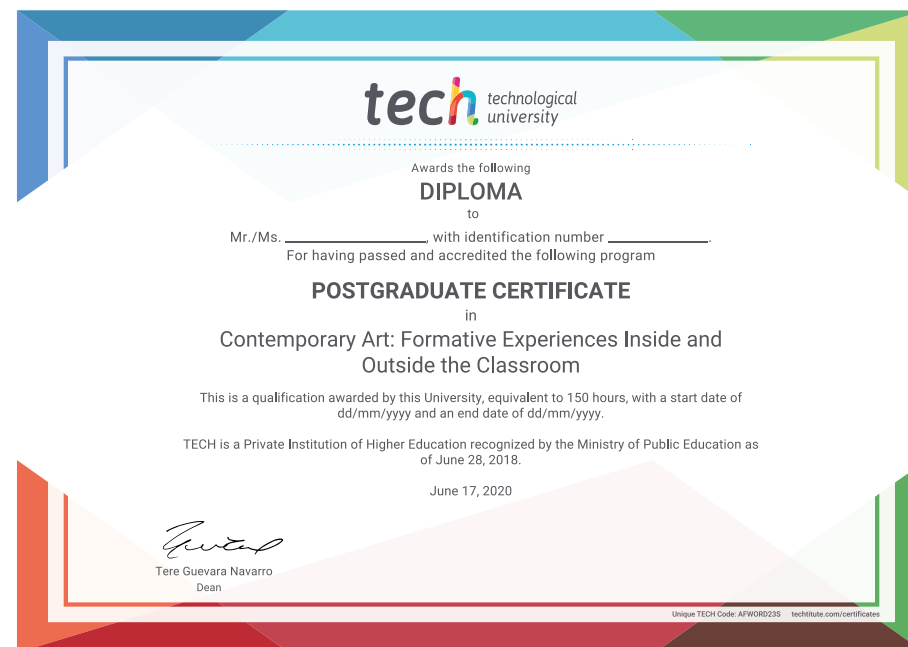 tech technological
university
Awards the following
DIPLOMA
to
Mr./Ms. ____________, with identification number ____________.
For having passed and accredited the following program
POSTGRADUATE CERTIFICATE
in
Contemporary Art: Formative Experiences Inside and
Outside the Classroom
This is a qualification awarded by this University, equivalent to 150 hours, with a start date of
dd/mm/yyyy and an end date of dd/mm/yyyy.
TECH is a Private Institution of Higher Education recognized by the Ministry of Public Education as
of June 28, 2018.
June 17, 2020
Tere Guevara Navarro
Dean
Unique TECH Code: AFWORD23S techtitute.com/certificates